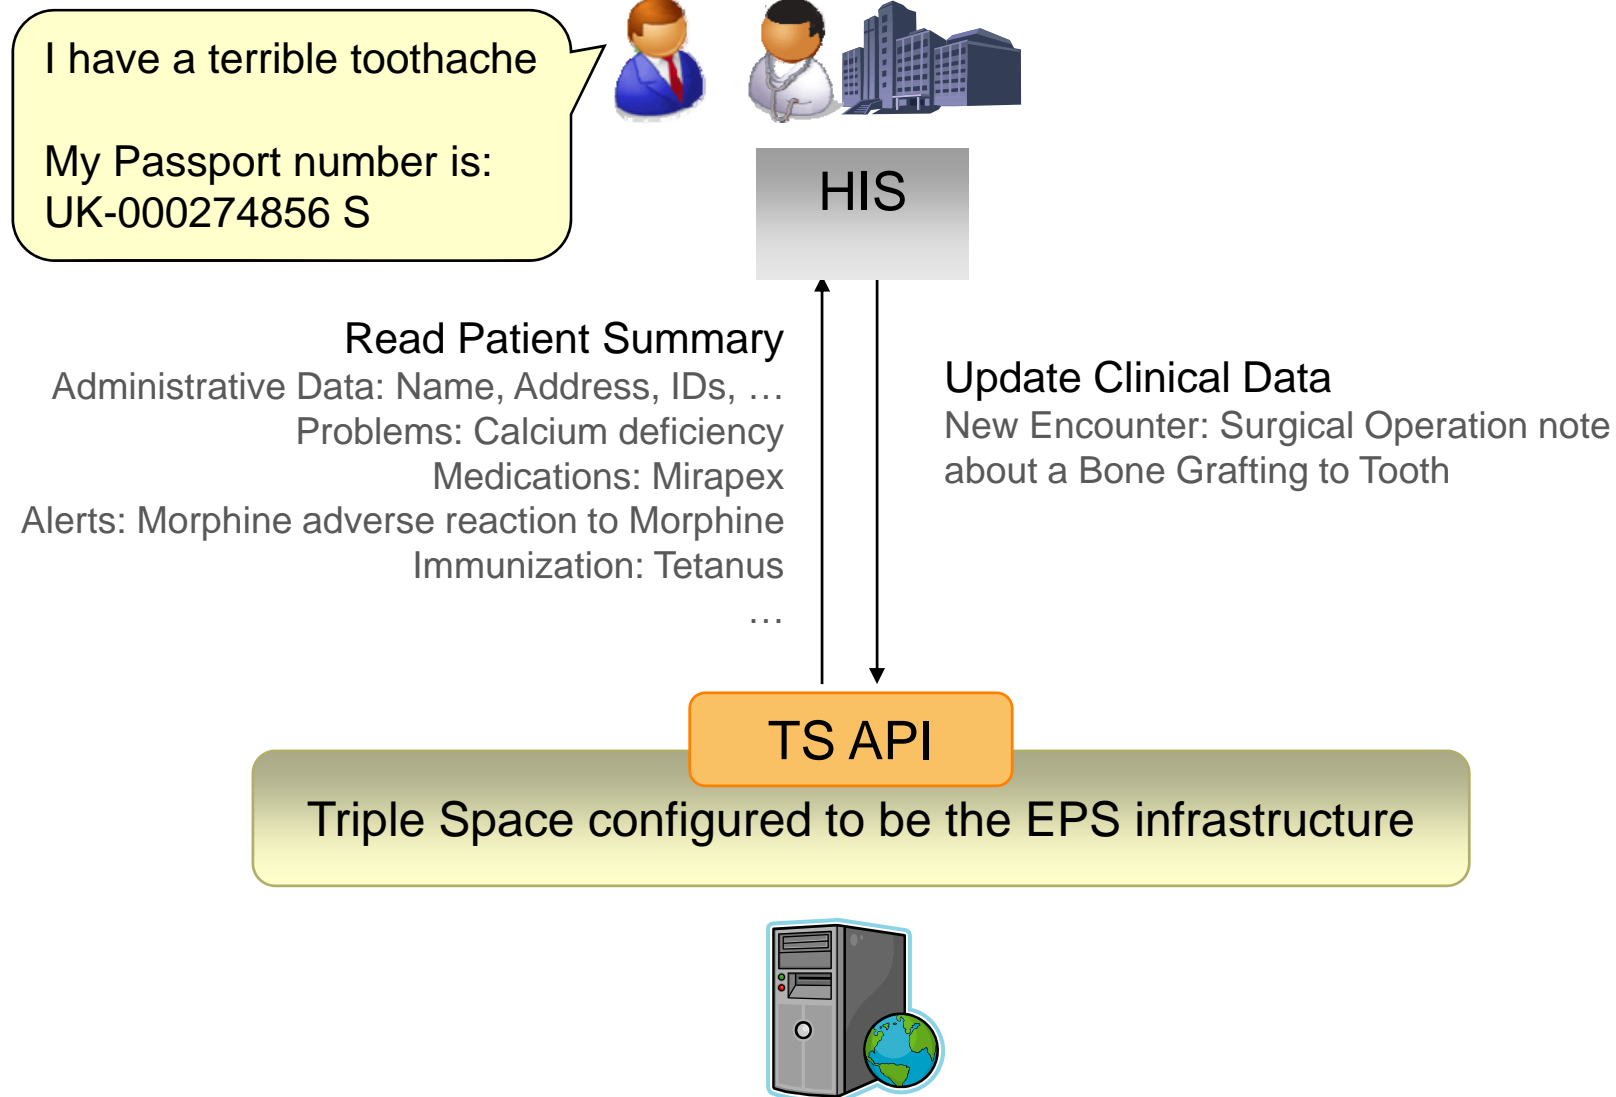 I have a terrible toothache
My Passport number is:
UK-000274856 S
HIS
Read Patient Summary
Administrative Data: Name, Address, IDs, …
Problems: Calcium deficiency
Medications: Mirapex
Alerts: Morphine adverse reaction to Morphine
Immunization: Tetanus
…
Update Clinical Data
New Encounter: Surgical Operation note
about a Bone Grafting to Tooth
TS API
Triple Space configured to be the EPS infrastructure